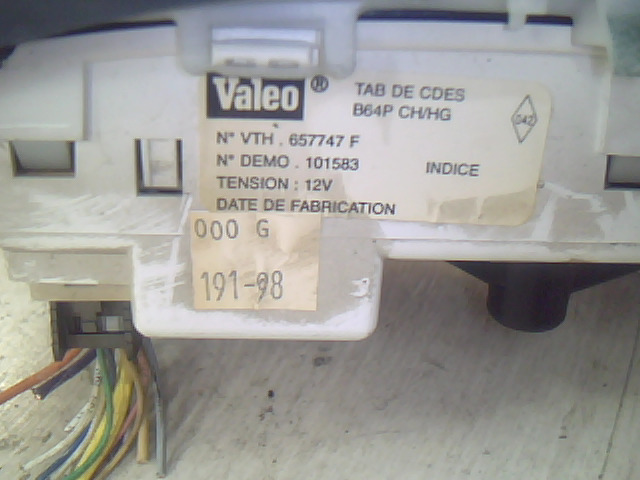 Valeo ® TAB DE CDES
B64P CH/HG
042
N° VTH . 657747 F
N° DEMO . 101583 INDICE
TENSION : 12V
DATE DE FABRICATION
000 G
191-98